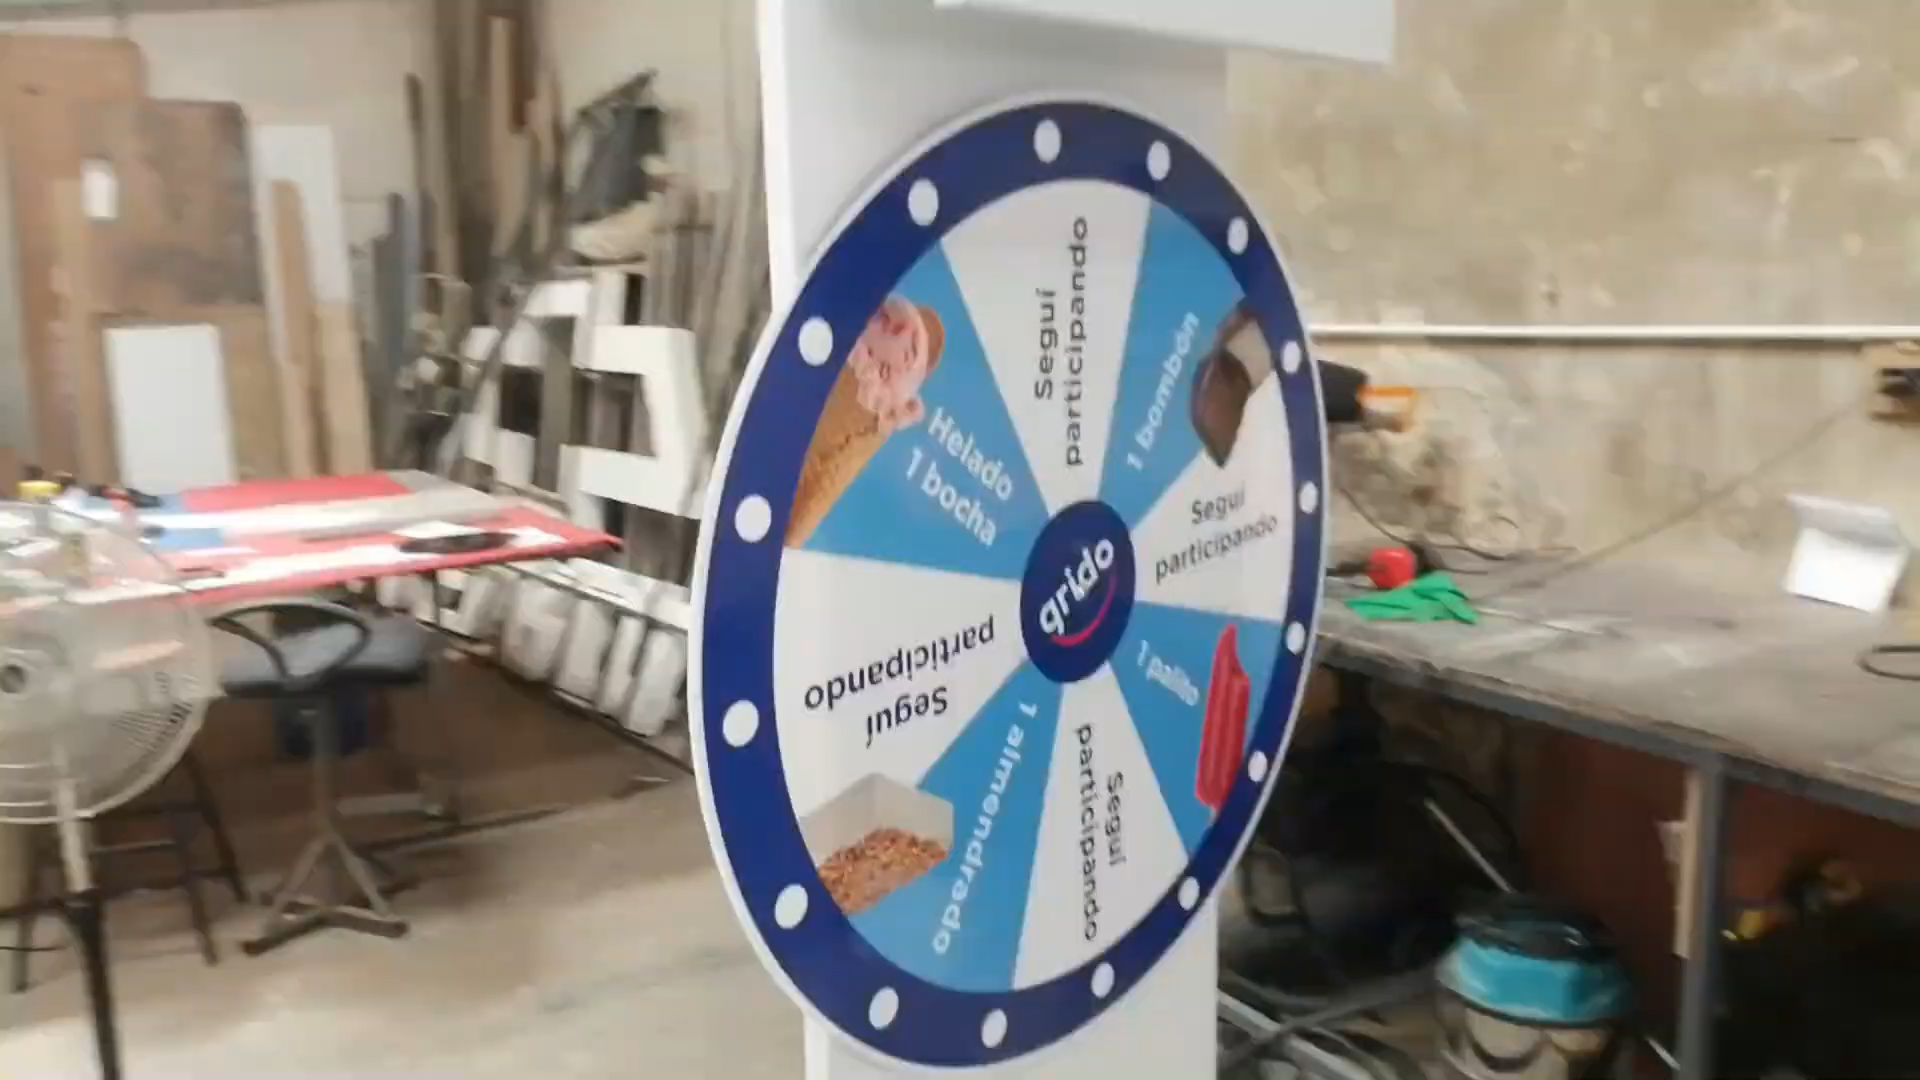 Seguí
participando
1 bombón
Seguí
participando
1 palito
Seguí
participando
1 almendrado
Seguí
participando
Helado
1 bocha
grido